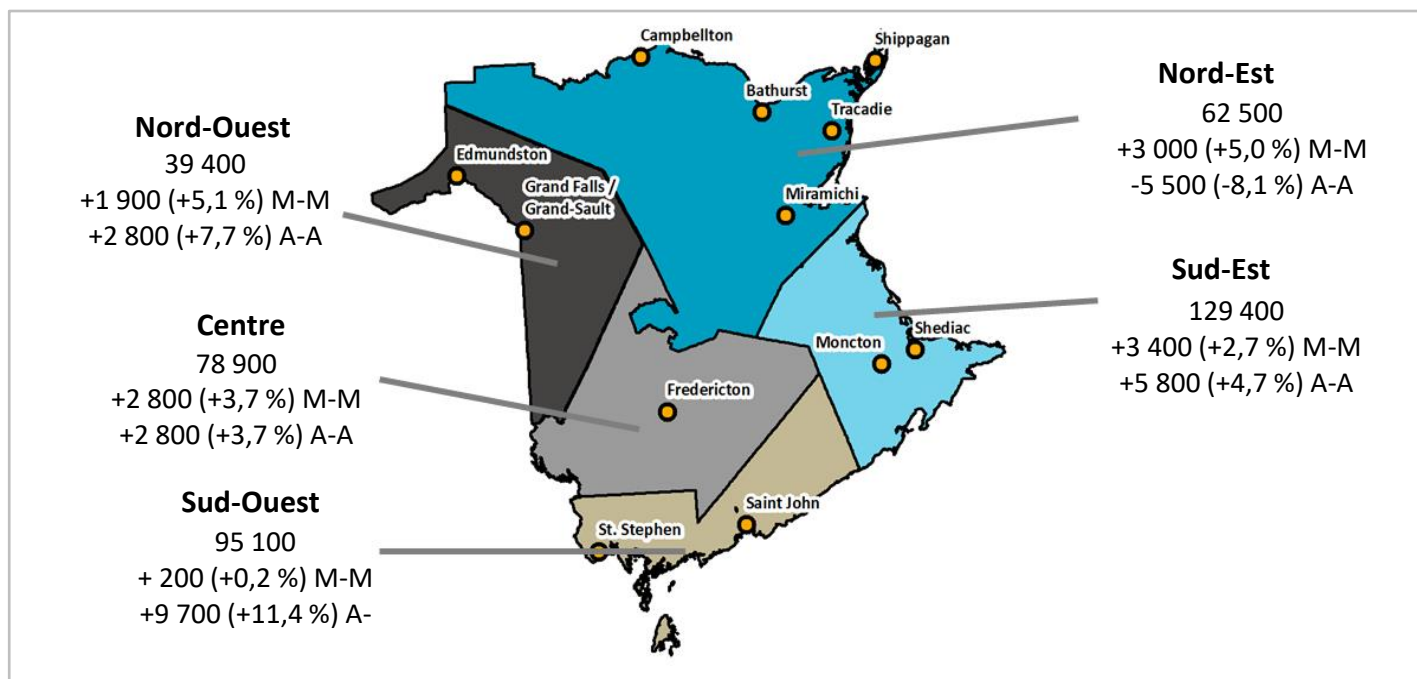 Campbellton
Shippagan
Bathurst
Tracadie
Nord-Est
62 500
+3 000 (+5,0 %) M-M
-5 500 (-8,1 %) A-A
Nord-Ouest
39 400
+1 900 (+5,1 %) M-M
+2 800 (+7,7 %) A-A
Edmundston
Grand Falls /
Grand-Sault
Miramichi
Sud-Est
129 400
+3 400 (+2,7 %) M-M
+5 800 (+4,7 %) A-A
Centre
78 900
+2 800 (+3,7 %) M-M
+2 800 (+3,7 %) A-A
Shediac
Moncton
Fredericton
Sud-Ouest
95 100
+ 200 (+0,2 %) M-M
+9 700 (+11,4 %) A-
Saint John
St. Stephen